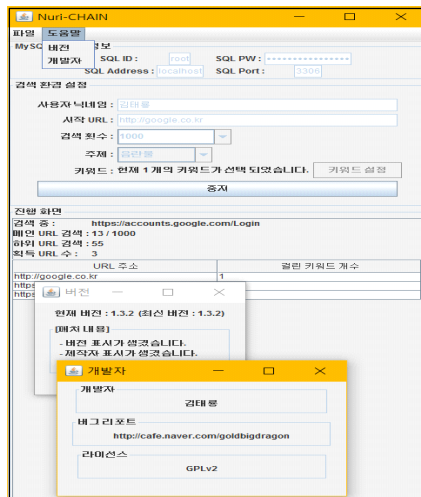 Nuri-CHAIN
파일 도움말
버전
개발자
MySQ 보
SQL ID : root SQL PW : ***************
SQL Address : localhost SQL Port : 3306
검색 환경 설정
사용자 닉네임 : 김태룡
시작 URL : http://google.co.kr
검색 횟수 : 1000
주제 : 음란물
키워드 : 현재 1 개의 키워드가 선택 되었습니다. 키워드 설정
중지
진행 화면
검색 중 : https://accounts.google.com/Login
메인 URL 검색 : 13 / 1000
하위 URL 검색 : 55
획득 URL 수 : 3
URL 주소 걸린 키워드 개수
http://google.co.kr 1
https
https
버전
현재 버전 : 1.3.2 (최신 버전 : 1.3.2)
[패치 내용]
- 버전 표시가 생겼습니다.
- 제작자 표시가 생겼습니다.
개발자
개발자
김태룡
버그리포트
http://cafe.naver.com/goldbigdragon
라이선스
GPLv2